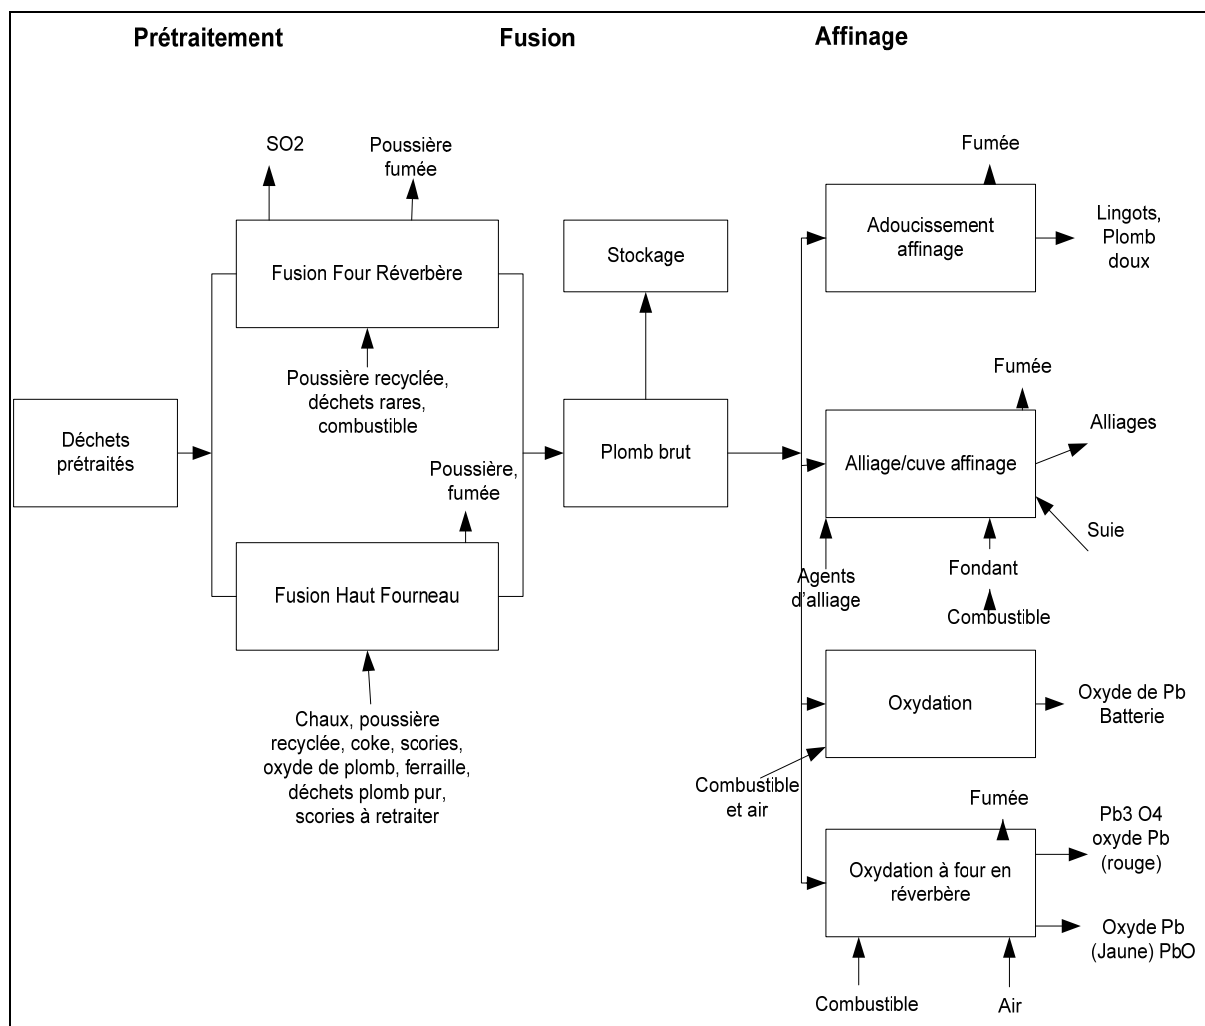 Prétraitement
Fusion
Affinage
SO2
Poussière
fumée
Fusion Four Réverbère
Poussière recyclée,
déchets rares,
combustible
Déchets
prétraités
Poussière,
fumée
Fusion Haut Fourneau
Chaux, poussière
recyclée, coke, scories,
oxyde de plomb, ferraille,
déchets plomb pur,
scories à retraiter
Stockage
Plomb brut
Fumée
Adoucissement
affinage
Lingots,
Plomb
doux
Fumée
Alliage/cuve affinage
Alliages
Suie
Agents
d’alliage
Fondant
Combustible
Oxydation
Oxyde de Pb
Batterie
Combustible
et air
Fumée
Oxydation à four en
réverbère
Pb3 O4
oxyde Pb
(rouge)
Oxyde Pb
(Jaune) PbO
Combustible
Air